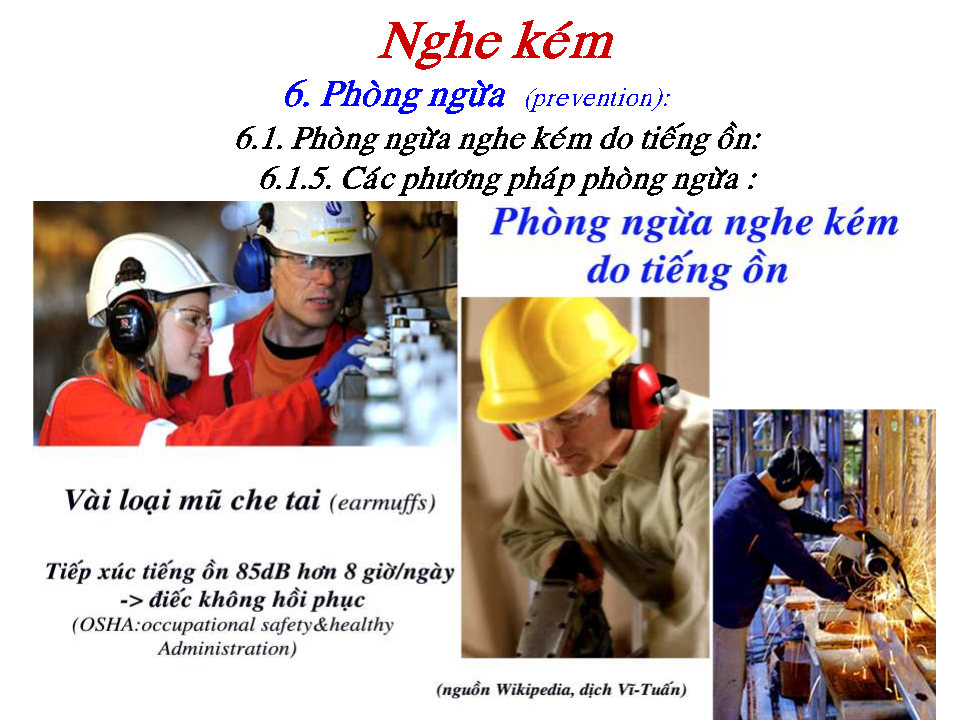 Nghe kém
6. Phòng ngừa (prevention):
6.1. Phòng ngừa nghe kém do tiếng ồn:
6.1.5. Các phương pháp phòng ngừa :
Phòng ngừa nghe kém
do tiếng ồn
Vài loại mũ che tai (earmuffs)
Tiếp xúc tiếng ồn 85dB hơn 8 giờ/ngày
-> điếc không hồi phục
(OSHA:occupational safety&healthy
Administration)
(nguồn Wikipedia, dịch Vĩ-Tuấn)